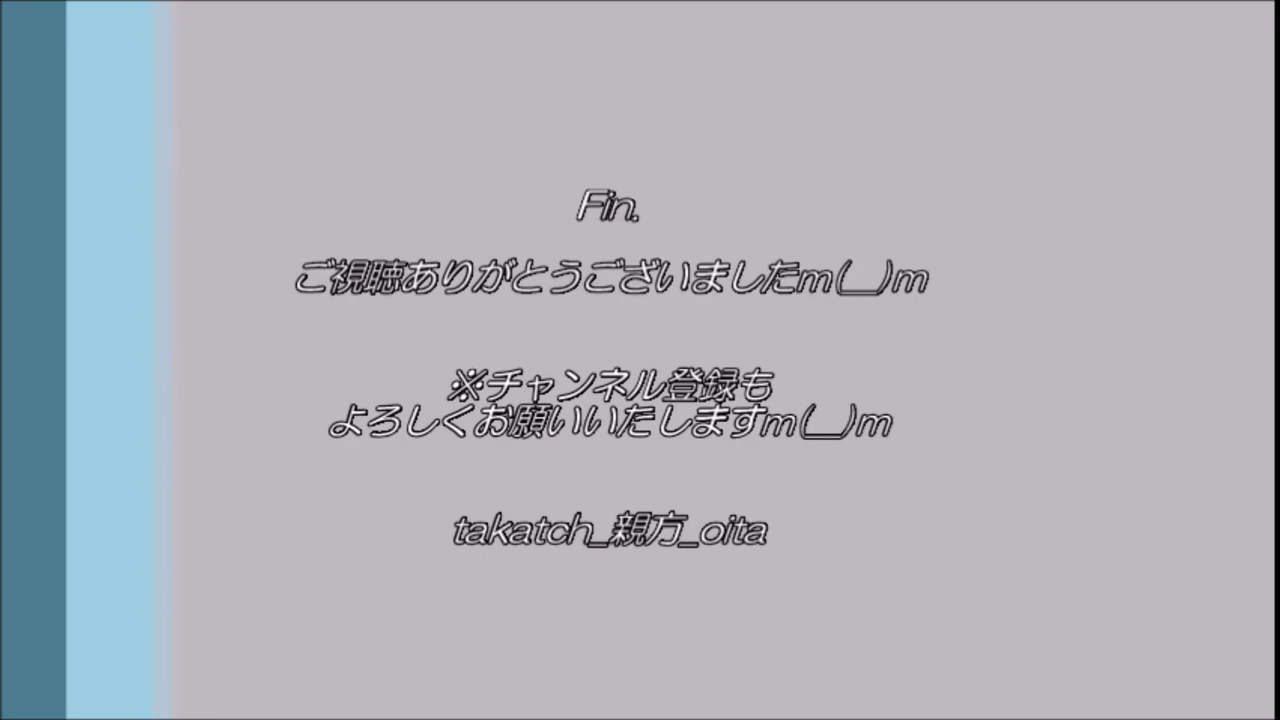 Fin.
ご視聴ありがとうございましたm(__)m
※チャンネル登録も
よろしくお願いいたしますm(__)m
takatch_親方_oita